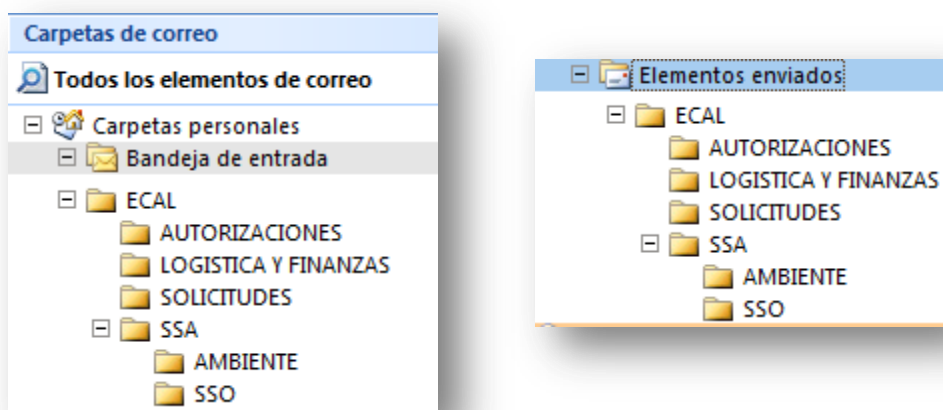 Carpetas de correo
Todos los elementos de correo
Carpetas personales
Bandeja de entrada
ECAL
AUTORIZACIONES
LOGISTICA Y FINANZAS
SOLICITUDES
SSA
AMBIENTE
SSO
Elementos enviados
ECAL
AUTORIZACIONES
LOGISTICA Y FINANZAS
SOLICITUDES
SSA
AMBIENTE
SSO